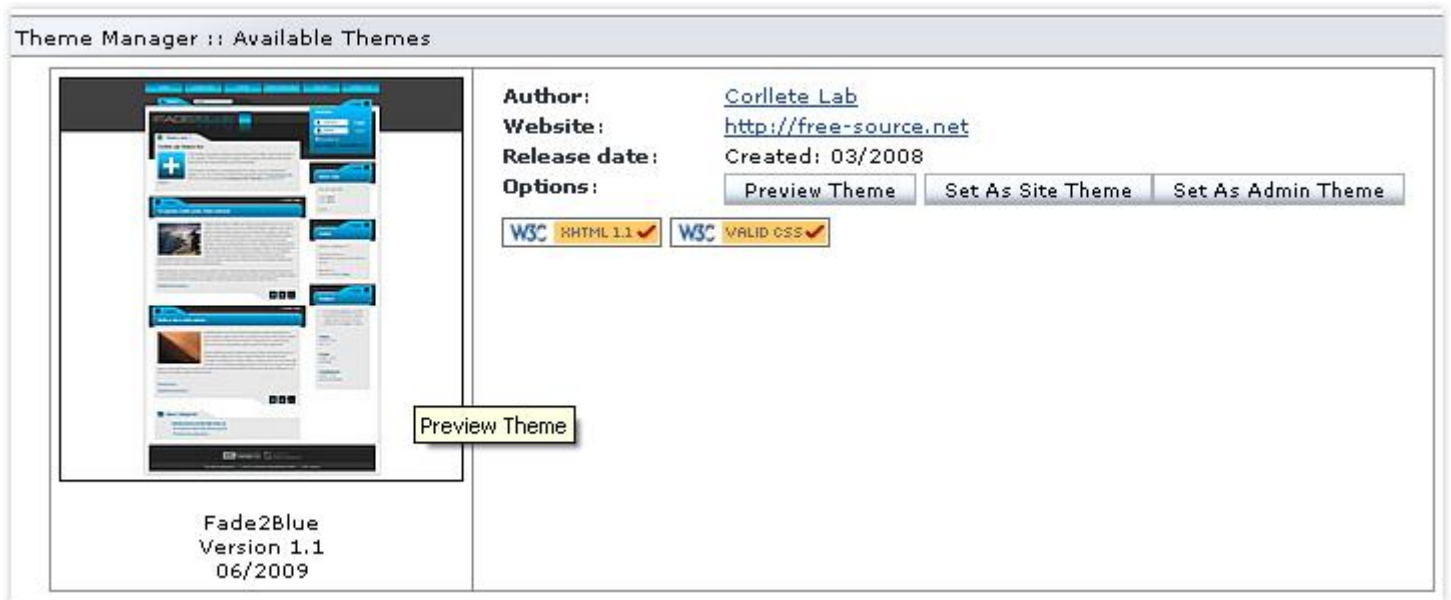 Theme Manager :: Available Themes
Author: Corllete Lab
Website: http://free-source.net
Release date: Created: 03/2008
Options: Preview Theme Set As Site Theme Set As Admin Theme
W3C XHTML 1.1 W3C VALID CSS
Preview Theme
Fade2Blue
Version 1.1
06/2009